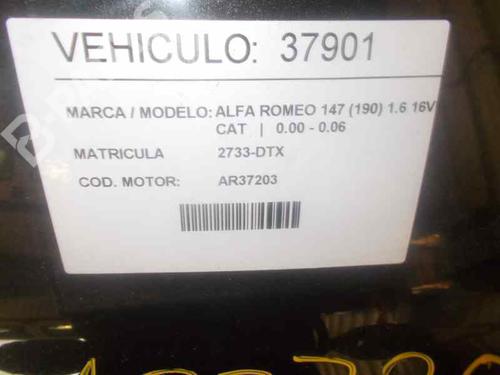 VEHICULO: 37901
MARCA / MODELO: ALFA ROMEO 147 (190) 1.6 16V
CAT | 0.00 - 0.06
MATRICULA 2733-DTX
COD. MOTOR: AR37203